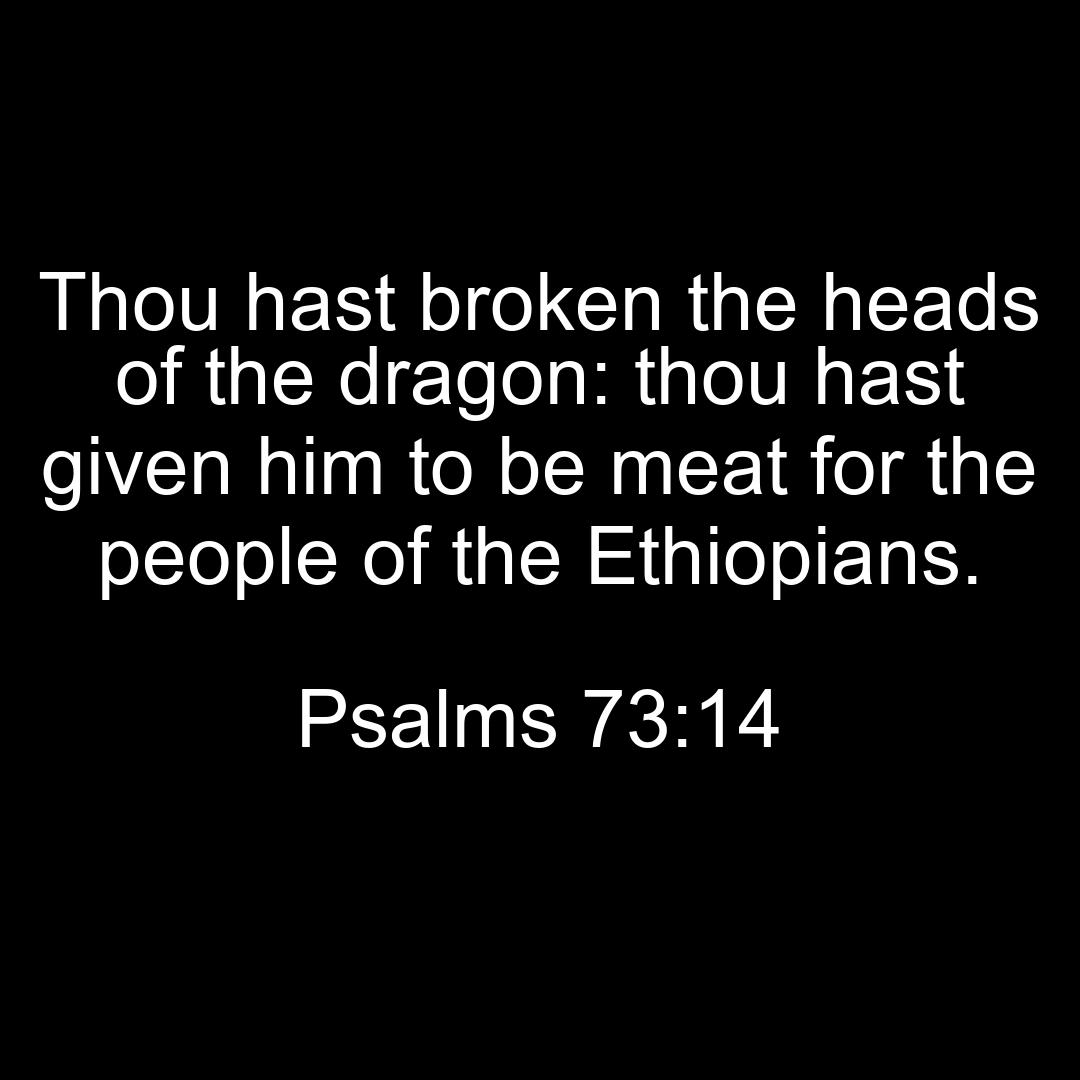 Thou hast broken the heads
of the dragon: thou hast
given him to be meat for the
people of the Ethiopians.
Psalms 73:14